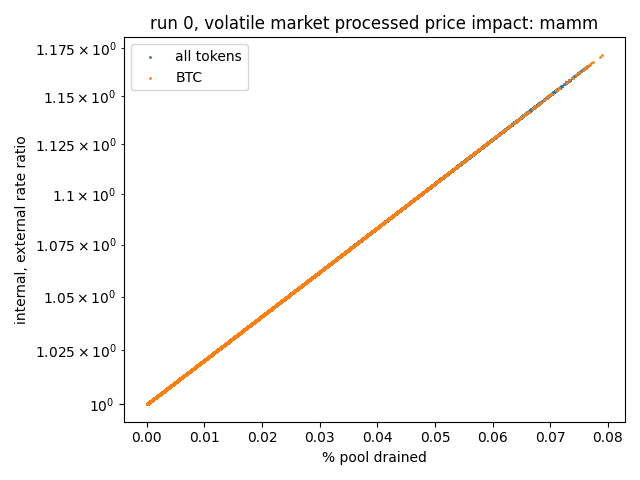 run 0, volatile market processed price impact: mamm
all tokens
BTC
internal, external rate ratio
1.175 × 10⁰
1.15 × 10⁰
1.125 × 10⁰
1.1 × 10⁰
1.075 × 10⁰
1.05 × 10⁰
1.025 × 10⁰
10⁰
0.00 0.01 0.02 0.03 0.04 0.05 0.06 0.07 0.08
% pool drained